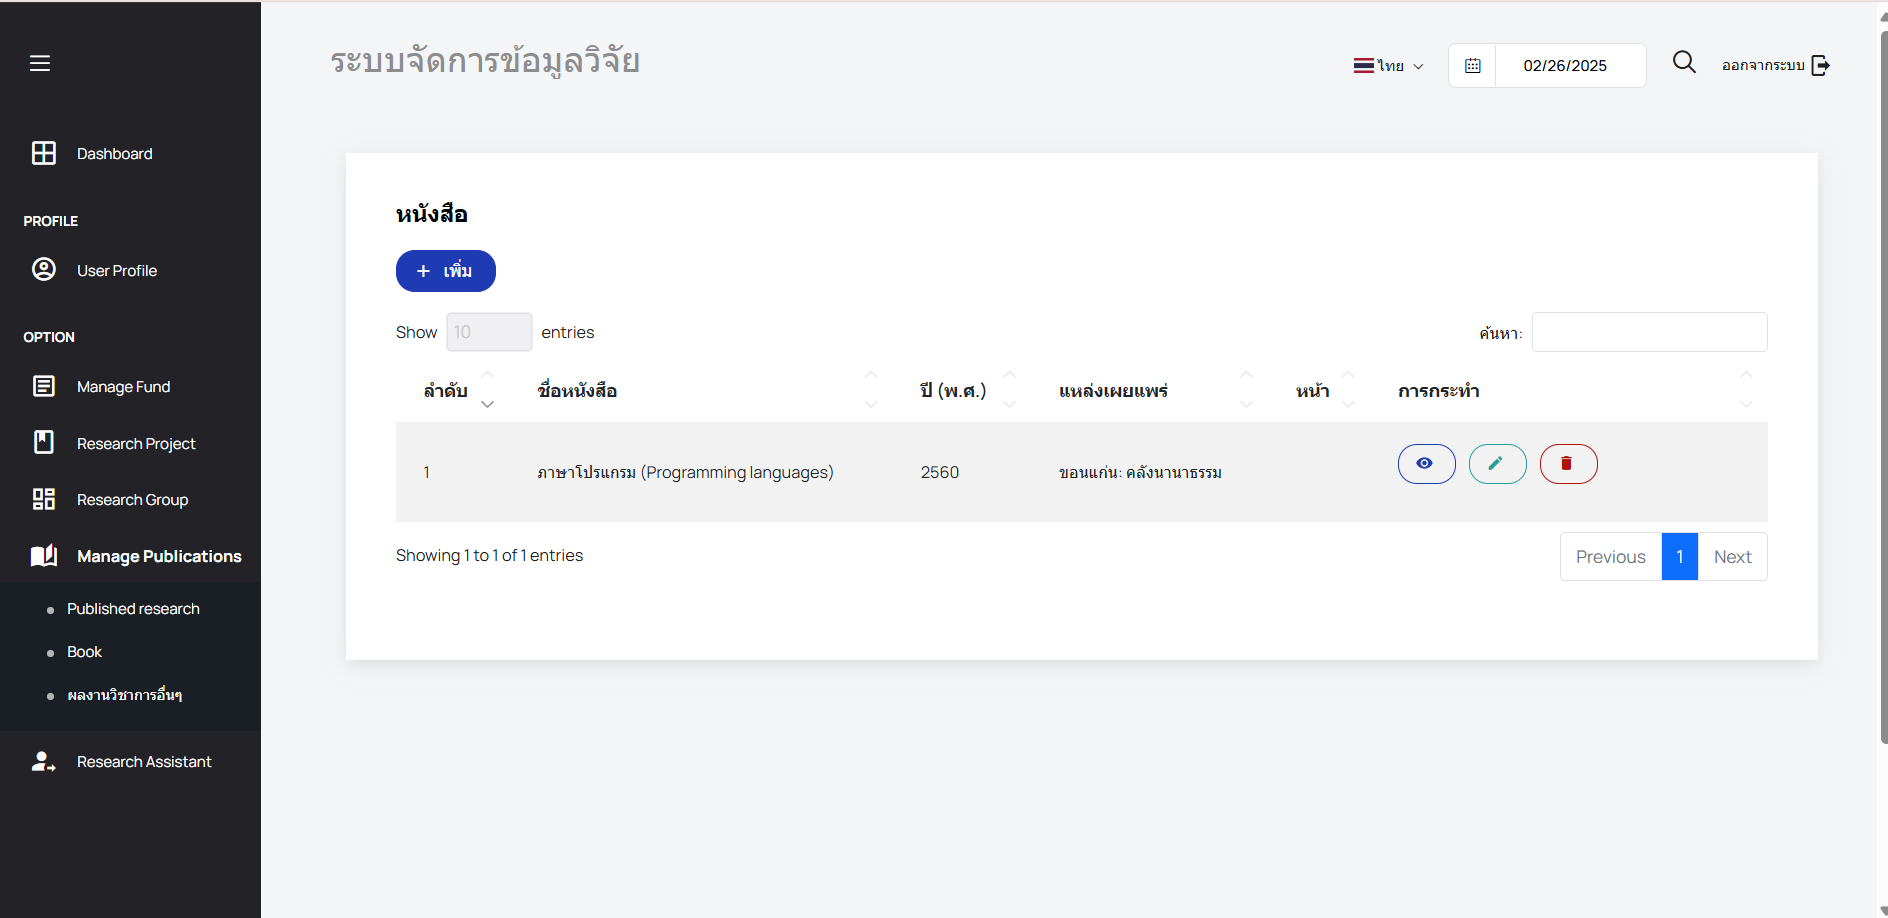 ระบบจัดการข้อมูลวิจัย
ไทย
02/26/2025
ออกจากระบบ
Dashboard
PROFILE
User Profile
OPTION
Manage Fund
Research Project
Research Group
Manage Publications
Published research
Book
ผลงานวิชาการอื่นๆ
Research Assistant
หนังสือ
+ เพิ่ม
Show 10 entries
ค้นหา:
ลำดับ ชื่อหนังสือ ปี (พ.ศ.) แหล่งเผยแพร่ หน้า การกระทำ
1 ภาษาโปรแกรม (Programming languages) 2560 ขอนแก่น: คลังนานาธรรม
Showing 1 to 1 of 1 entries
Previous 1 Next